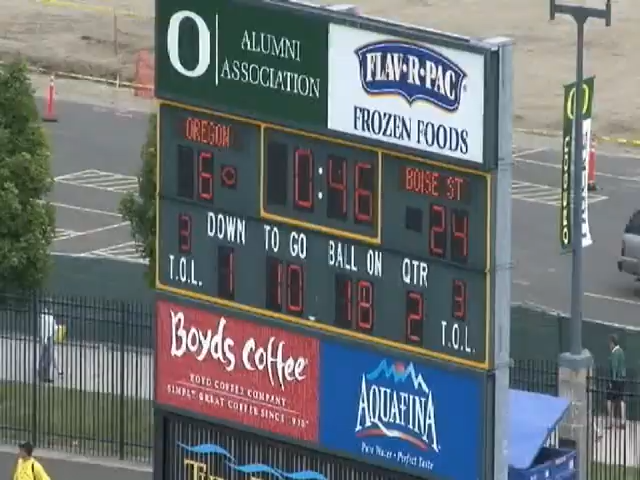 O ALUMNI
ASSOCIATION
FLAV·R·PAC
FROZEN FOODS
OREGON
6 0:46 BOISE ST
24
3 DOWN TO GO BALL ON QTR 3
T.O.L. 1 10 18 2 T.O.L.
Boyds Coffee
BOYD COFFEE COMPANY
SIMPLY GREAT COFFEE SINCE
AQUAFINA
Pure Water · Perfect Taste
O
OREGON